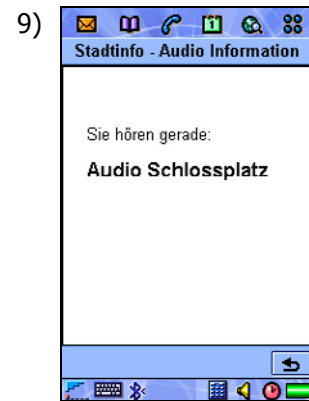 9)
Stadtinfo - Audio Information
Sie hören gerade:
Audio Schlossplatz